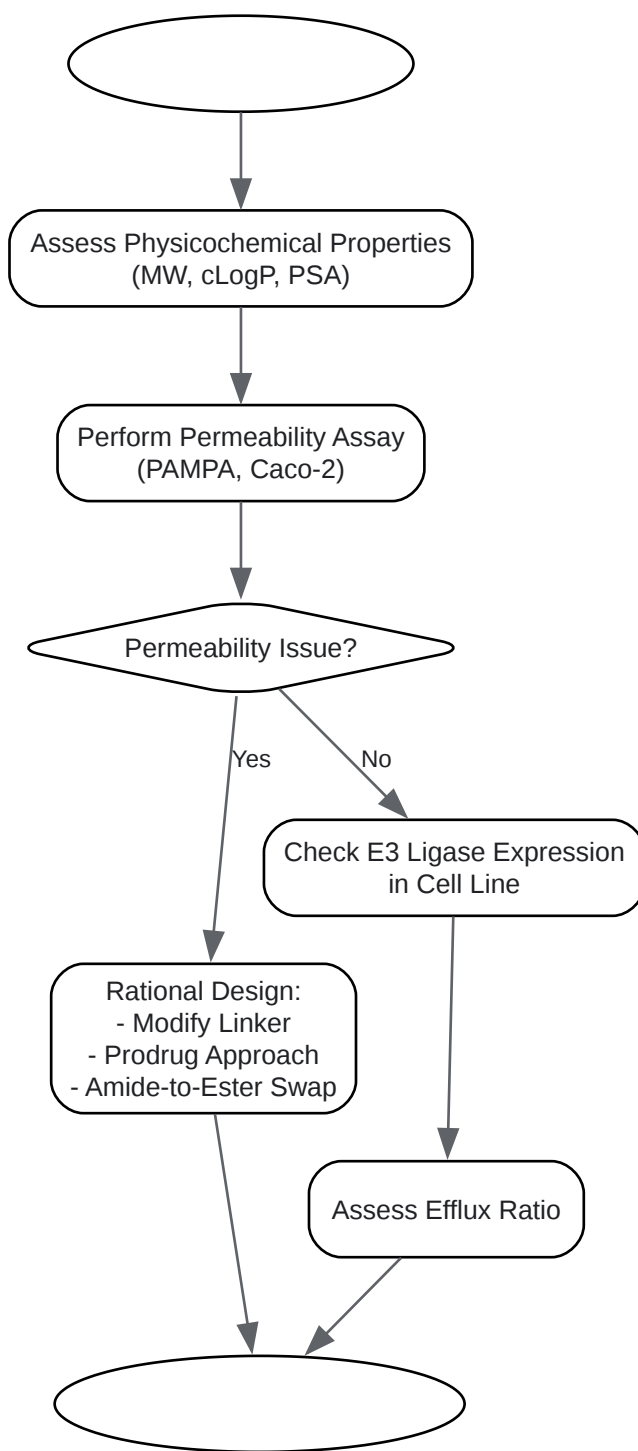 Assess Physicochemical Properties
(MW, cLogP, PSA)
Perform Permeability Assay
(PAMPA, Caco-2)
Permeability Issue?
Yes
No
Check E3 Ligase Expression
in Cell Line
Rational Design:
- Modify Linker
- Prodrug Approach
- Amide-to-Ester Swap
Assess Efflux Ratio